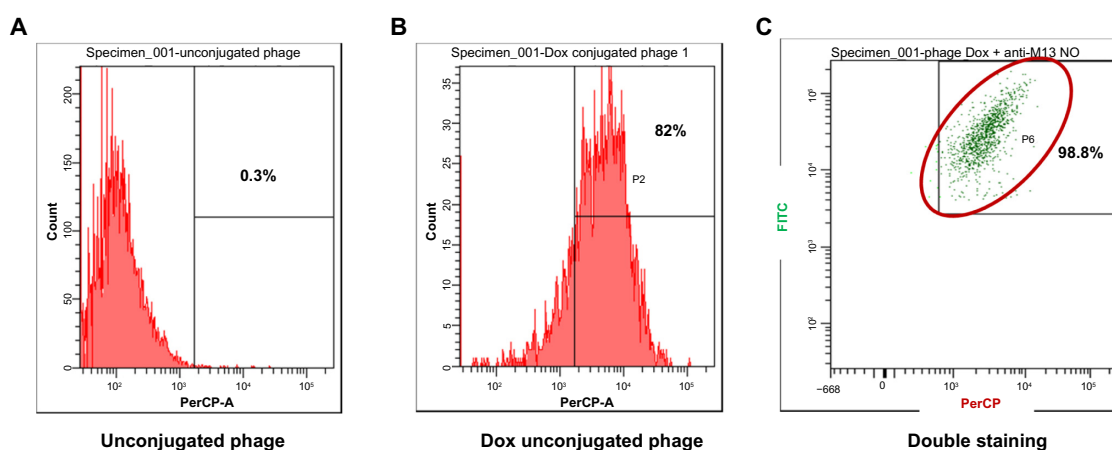 A
Specimen_001-unconjugated phage
200
150
100
50
0
Count
0.3%
10²
10³
10⁴
10⁵
PerCP-A
Unconjugated phage
B
Specimen_001-Dox conjugated phage 1
35
30
25
20
15
10
5
0
Count
82%
P2
10²
10³
10⁴
10⁵
PerCP-A
Dox unconjugated phage
C
Specimen_001-phage_Dox + anti-M13 NO
10⁵
10⁴
10³
10²
FITC
P6
98.8%
−668
0
10³
10⁴
10⁵
PerCP
Double staining